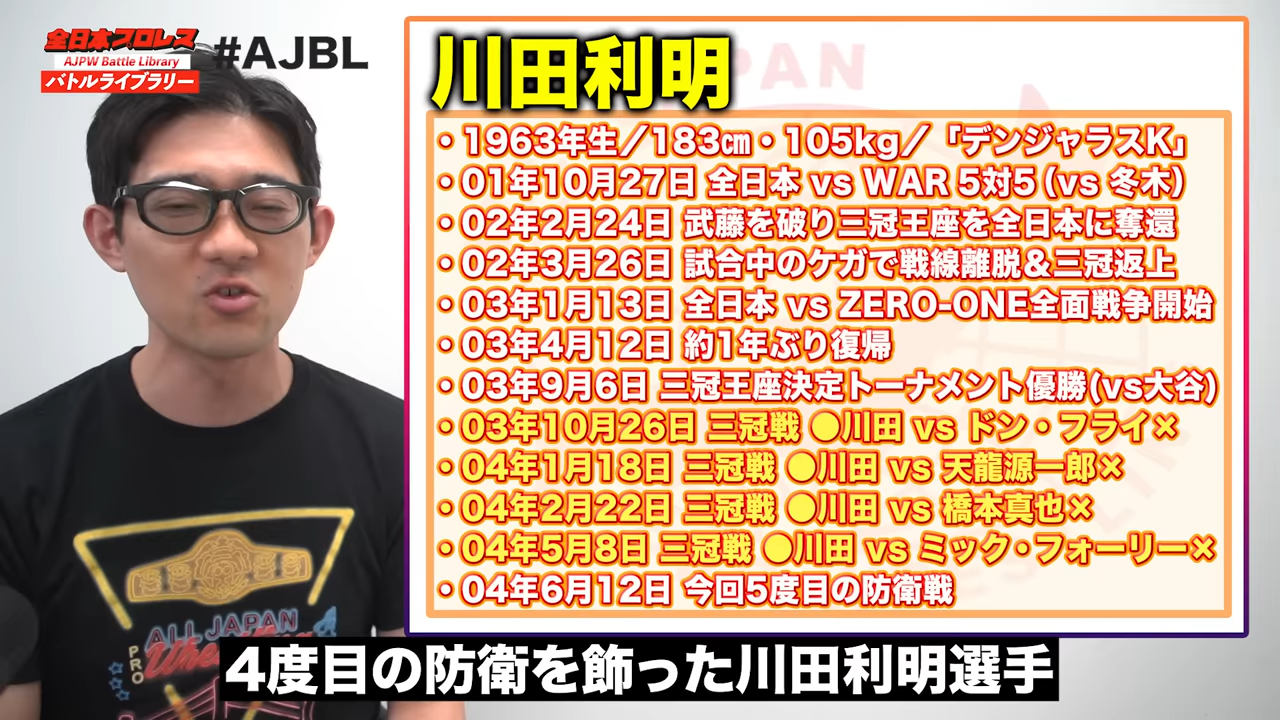 全日本プロレス
AJPW Battle Library
バトルライブラリー
#AJBL
川田利明
・1963年生／183㎝・105kg／「デンジャラスK」
・01年10月27日 全日本 vs WAR 5対5（vs 冬木）
・02年2月24日 武藤を破り三冠王座を全日本に奪還
・02年3月26日 試合中のケガで戦線離脱＆三冠返上
・03年1月13日 全日本 vs ZERO-ONE全面戦争開始
・03年4月12日 約1年ぶり復帰
・03年9月6日 三冠王座決定トーナメント優勝(vs大谷)
・03年10月26日 三冠戦 ●川田 vs ドン・フライ×
・04年1月18日 三冠戦 ●川田 vs 天龍源一郎×
・04年2月22日 三冠戦 ●川田 vs 橋本真也×
・04年5月8日 三冠戦 ●川田 vs ミック・フォーリー×
・04年6月12日 今回5度目の防衛戦
ALL JAPAN
PRO
4度目の防衛を飾った川田利明選手